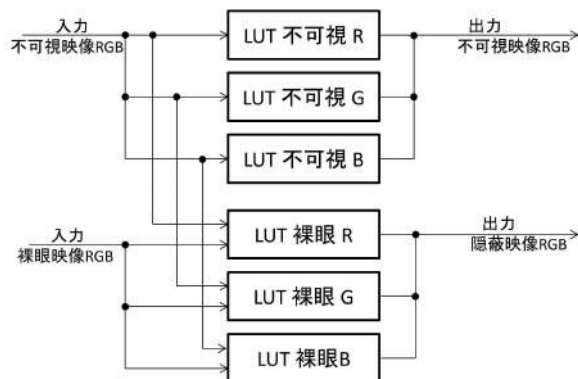 入力
不可視映像RGB
LUT 不可視 R
LUT 不可視 G
LUT 不可視 B
出力
不可視映像RGB
入力
裸眼映像RGB
LUT 裸眼 R
LUT 裸眼 G
LUT 裸眼B
出力
隠蔽映像RGB